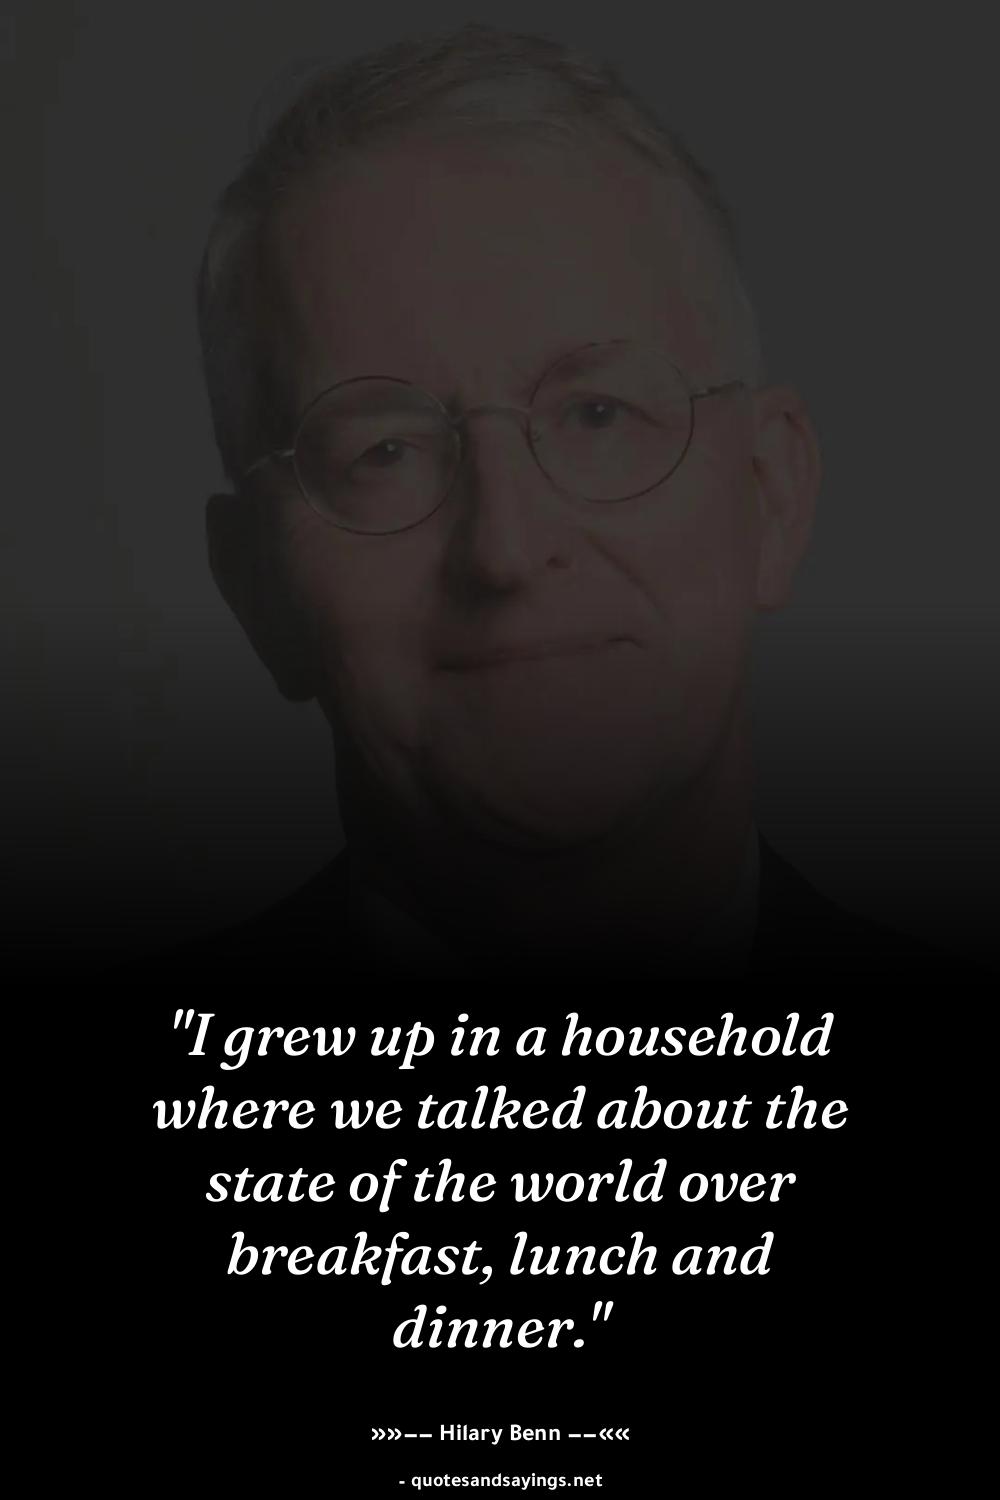 "I grew up in a household
where we talked about the
state of the world over
breakfast, lunch and
dinner."
»»−− Hilary Benn −−««
- quotesandsayings.net